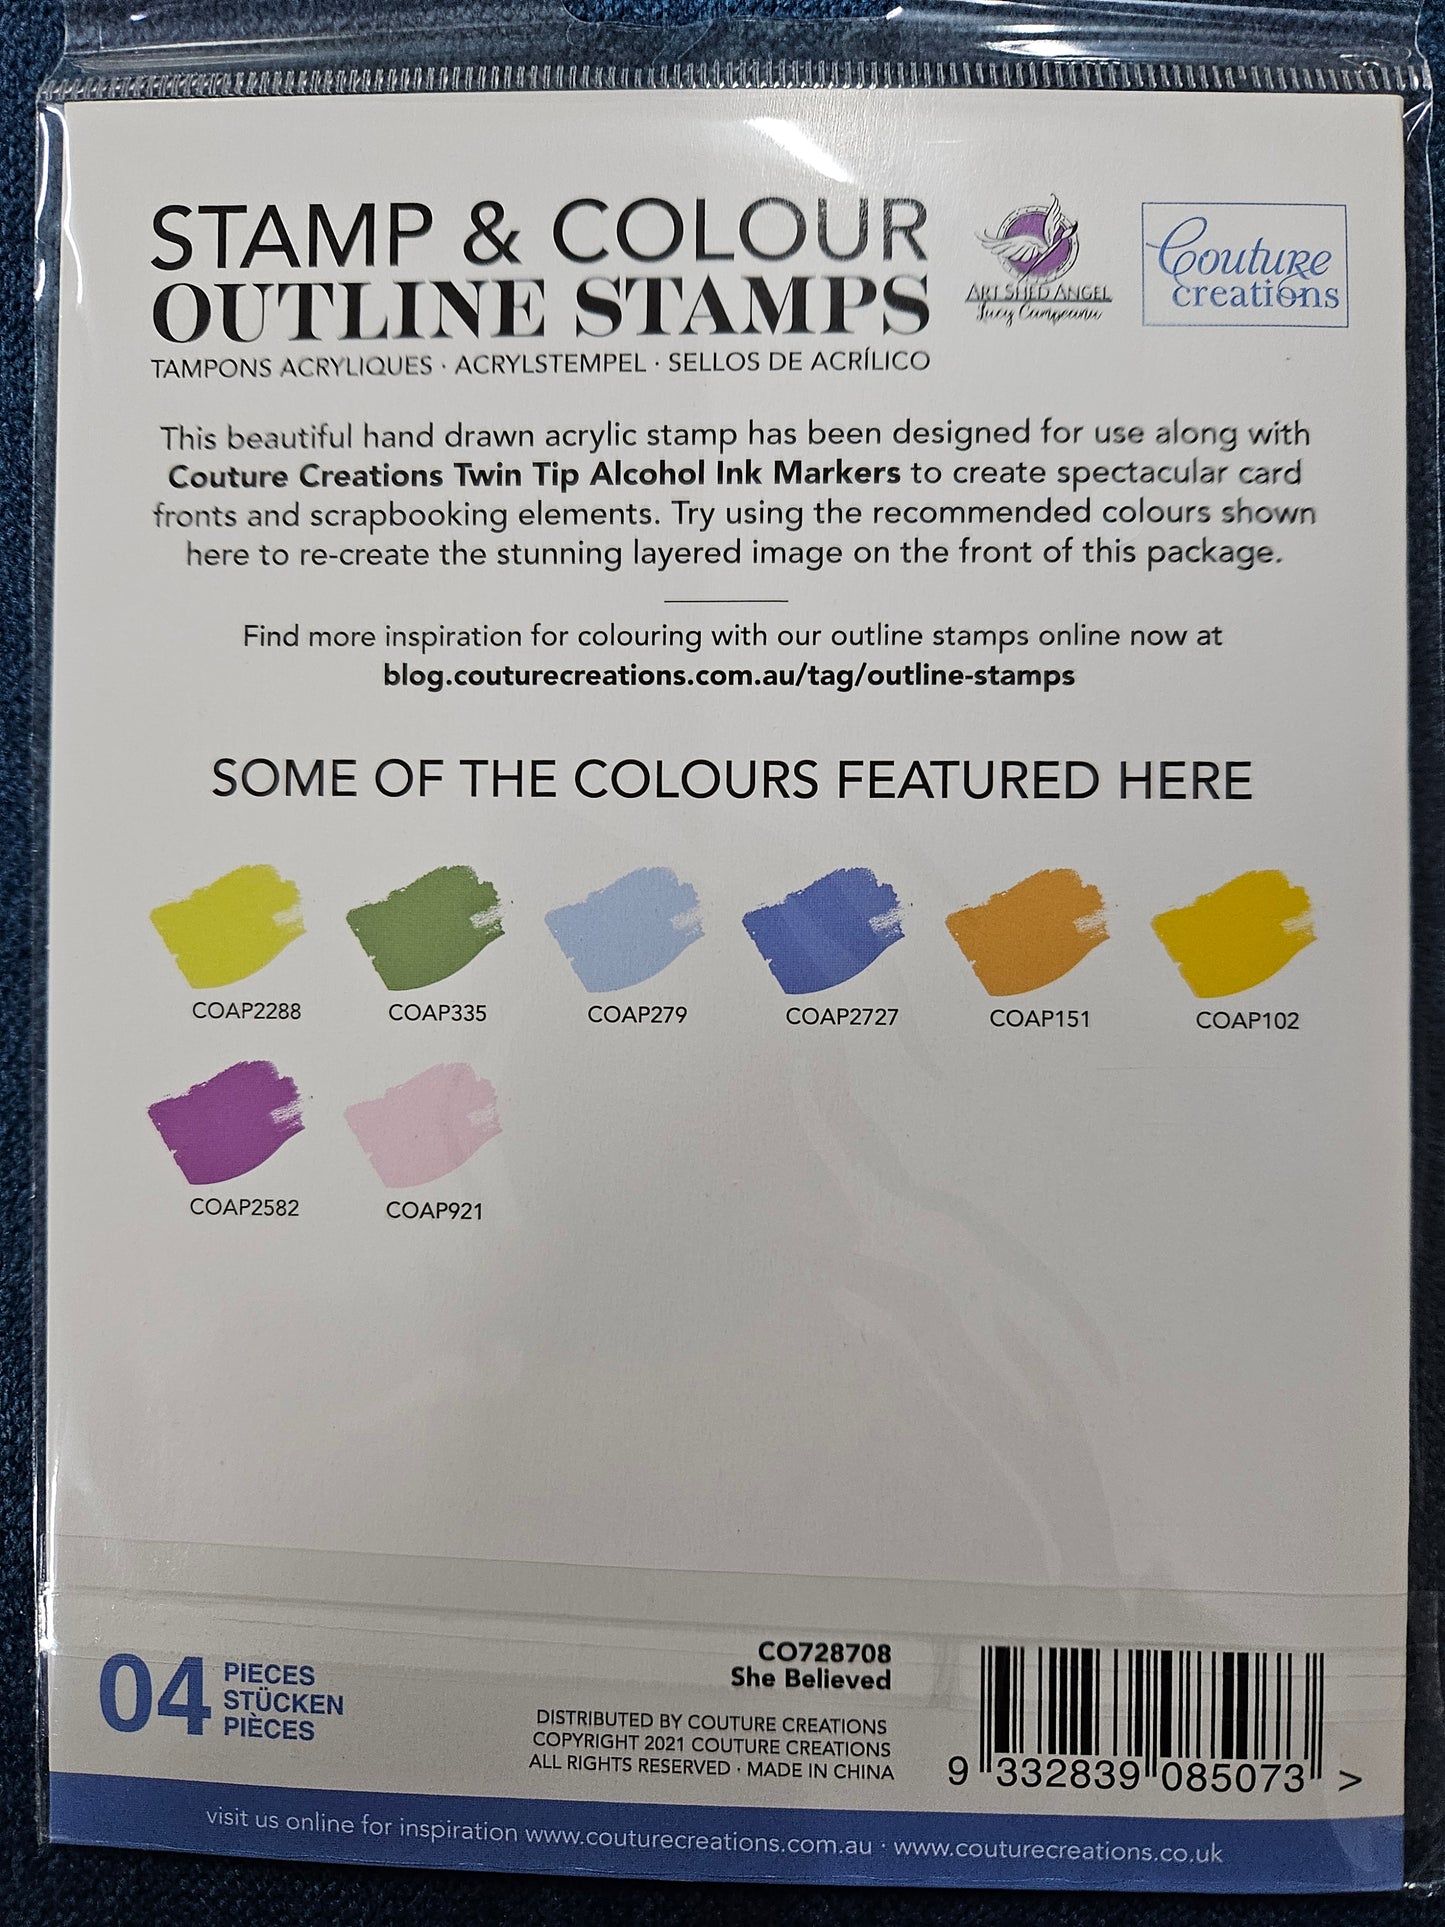 STAMP & COLOUR
OUTLINE STAMPS
TAMPONS ACRYLIQUES · ACRYLSTEMPEL · SELLOS DE ACRÍLICO
ART SHED ANGEL
Lucy Campeanu
Couture
creations
This beautiful hand drawn acrylic stamp has been designed for use along with
Couture Creations Twin Tip Alcohol Ink Markers to create spectacular card
fronts and scrapbooking elements. Try using the recommended colours shown
here to re-create the stunning layered image on the front of this package.
Find more inspiration for colouring with our outline stamps online now at
blog.couturecreations.com.au/tag/outline-stamps
SOME OF THE COLOURS FEATURED HERE
COAP2288 COAP335 COAP279 COAP2727 COAP151 COAP102
COAP2582 COAP921
04
PIECES
STÜCKEN
PIÈCES
CO728708
She Believed
DISTRIBUTED BY COUTURE CREATIONS
COPYRIGHT 2021 COUTURE CREATIONS
ALL RIGHTS RESERVED · MADE IN CHINA
9 332839 085073 >
visit us online for inspiration www.couturecreations.com.au · www.couturecreations.co.uk